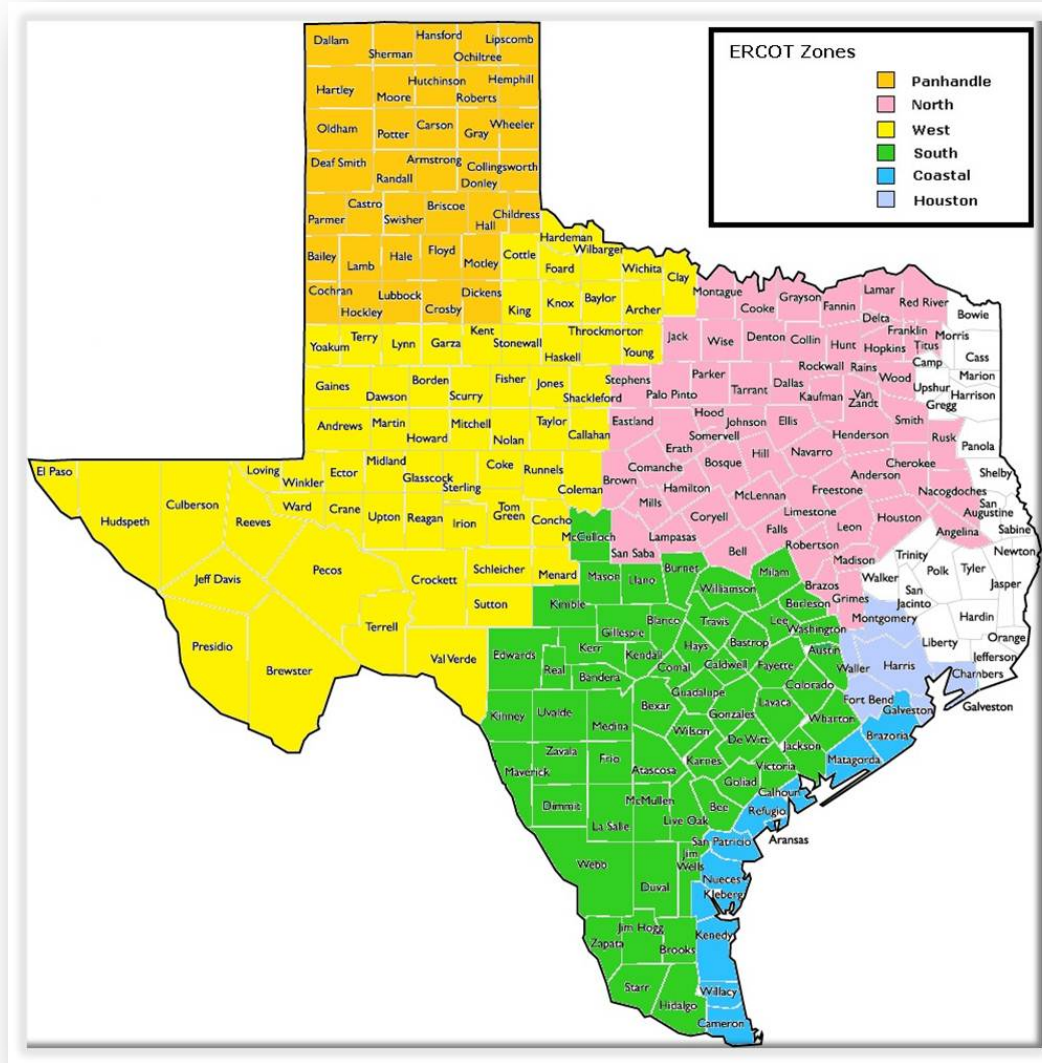 ERCOT Zones
Panhandle
North
West
South
Coastal
Houston
Dallam
Sherman
Hansford
Ochiltree
Lipscomb
Hartley
Moore
Hutchinson
Roberts
Hemphill
Oldham
Potter
Carson
Gray
Wheeler
Deaf Smith
Randall
Armstrong
Donley
Collingsworth
Parmer
Castro
Swisher
Briscoe
Hall
Childress
Bailey
Lamb
Hale
Floyd
Motley
Cottle
Hardeman
Foard
Wilbarger
Wichita
Clay
Cochran
Hockley
Lubbock
Crosby
Dickens
King
Knox
Baylor
Archer
Montague
Cooke
Grayson
Fannin
Lamar
Red River
Bowie
Yoakum
Terry
Lynn
Garza
Kent
Stonewall
Haskell
Throckmorton
Young
Jack
Wise
Denton
Collin
Hunt
Delta
Hopkins
Franklin
Titus
Morris
Camp
Cass
Marion
Gaines
Dawson
Borden
Scurry
Fisher
Jones
Shackleford
Stephens
Palo Pinto
Parker
Tarrant
Dallas
Rockwall
Kaufman
Rains
Van
Zandt
Wood
Upshur
Gregg
Harrison
Andrews
Martin
Howard
Mitchell
Nolan
Taylor
Callahan
Eastland
Erath
Hood
Somervell
Johnson
Ellis
Henderson
Smith
Rusk
Panola
El Paso
Hudspeth
Culberson
Loving
Winkler
Ector
Midland
Glasscock
Sterling
Coke
Runnels
Coleman
Comanche
Brown
Bosque
Hill
Navarro
Anderson
Cherokee
Nacogdoches
Shelby
San
Augustine
Sabine
Reeves
Ward
Crane
Upton
Reagan
Irion
Tom
Green
Concho
McCulloch
Mills
Hamilton
Coryell
McLennan
Limestone
Freestone
Leon
Houston
Angelina
San Saba
Lampasas
Bell
Falls
Robertson
Madison
Walker
Trinity
Polk
Tyler
Newton
Jasper
Jeff Davis
Pecos
Crockett
Schleicher
Menard
Mason
Llano
Burnet
Williamson
Milam
Brazos
Grimes
San
Jacinto
Hardin
Presidio
Brewster
Terrell
Sutton
Kimble
Gillespie
Blanco
Travis
Lee
Burleson
Washington
Montgomery
Liberty
Orange
Jefferson
Val Verde
Edwards
Real
Kerr
Bandera
Kendall
Comal
Hays
Caldwell
Bastrop
Fayette
Austin
Waller
Harris
Chambers
Galveston
Kinney
Uvalde
Medina
Bexar
Guadalupe
Gonzales
Lavaca
Colorado
Wharton
Fort Bend
Galveston
Brazoria
Maverick
Zavala
Frio
Atascosa
Wilson
Karnes
De Witt
Victoria
Jackson
Matagorda
Dimmit
La Salle
McMullen
Live Oak
Bee
Goliad
Calhoun
Refugio
Aransas
Webb
Duval
Jim
Wells
San Patricio
Nueces
Kleberg
Zapata
Jim Hogg
Brooks
Kenedy
Starr
Hidalgo
Willacy
Cameron